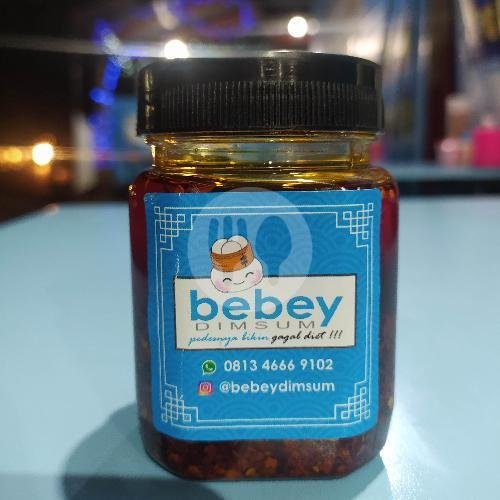 bebey
DIMSUM
pedesnya bikin gagal diet !!!
0813 4666 9102
@bebeydimsum